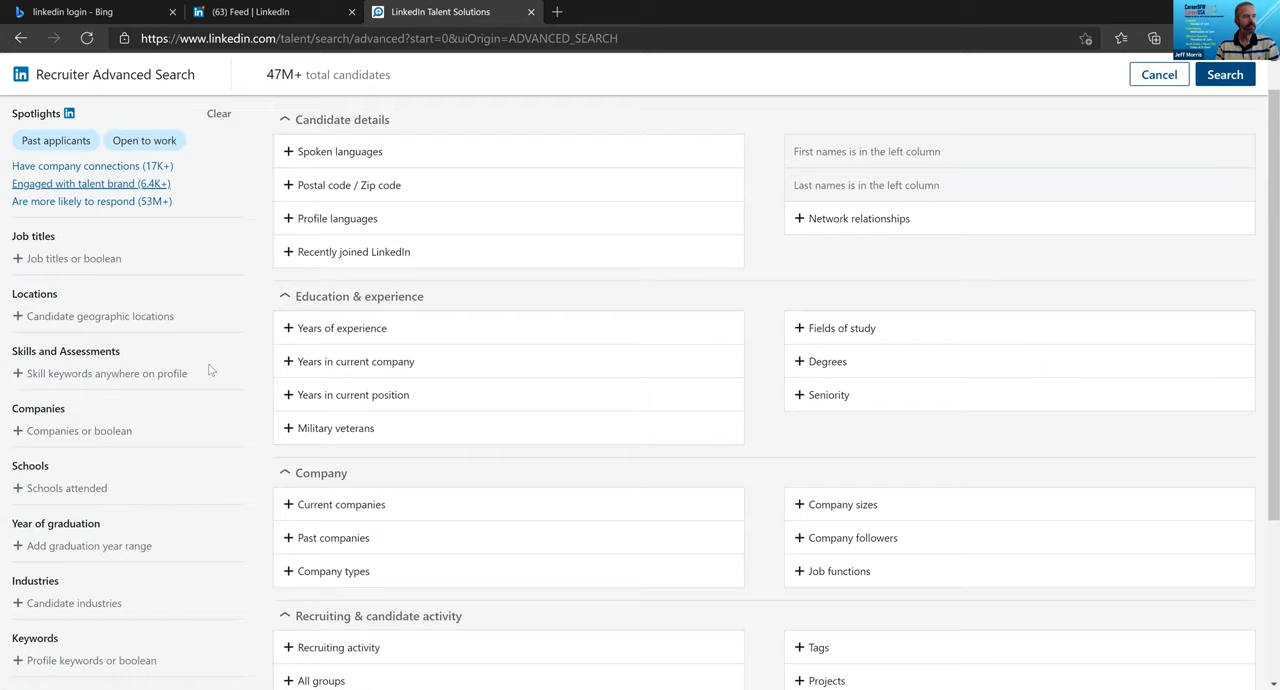 linkedin login - Bing
(63) Feed | LinkedIn
LinkedIn Talent Solutions
https://www.linkedin.com/talent/search/advanced?start=0&uiOrigin=ADVANCED_SEARCH
Jeff Morris
in Recruiter Advanced Search
47M+ total candidates
Cancel
Search
Spotlights in
Clear
Past applicants
Open to work
Have company connections (17K+)
Engaged with talent brand (6.4K+)
Are more likely to respond (53M+)
Job titles
+ Job titles or boolean
Locations
+ Candidate geographic locations
Skills and Assessments
+ Skill keywords anywhere on profile
Companies
+ Companies or boolean
Schools
+ Schools attended
Year of graduation
+ Add graduation year range
Industries
+ Candidate industries
Keywords
+ Profile keywords or boolean
Candidate details
+ Spoken languages
+ Postal code / Zip code
+ Profile languages
+ Recently joined LinkedIn
First names is in the left column
Last names is in the left column
+ Network relationships
Education & experience
+ Years of experience
+ Years in current company
+ Years in current position
+ Military veterans
+ Fields of study
+ Degrees
+ Seniority
Company
+ Current companies
+ Past companies
+ Company types
+ Company sizes
+ Company followers
+ Job functions
Recruiting & candidate activity
+ Recruiting activity
+ All groups
+ Tags
+ Projects